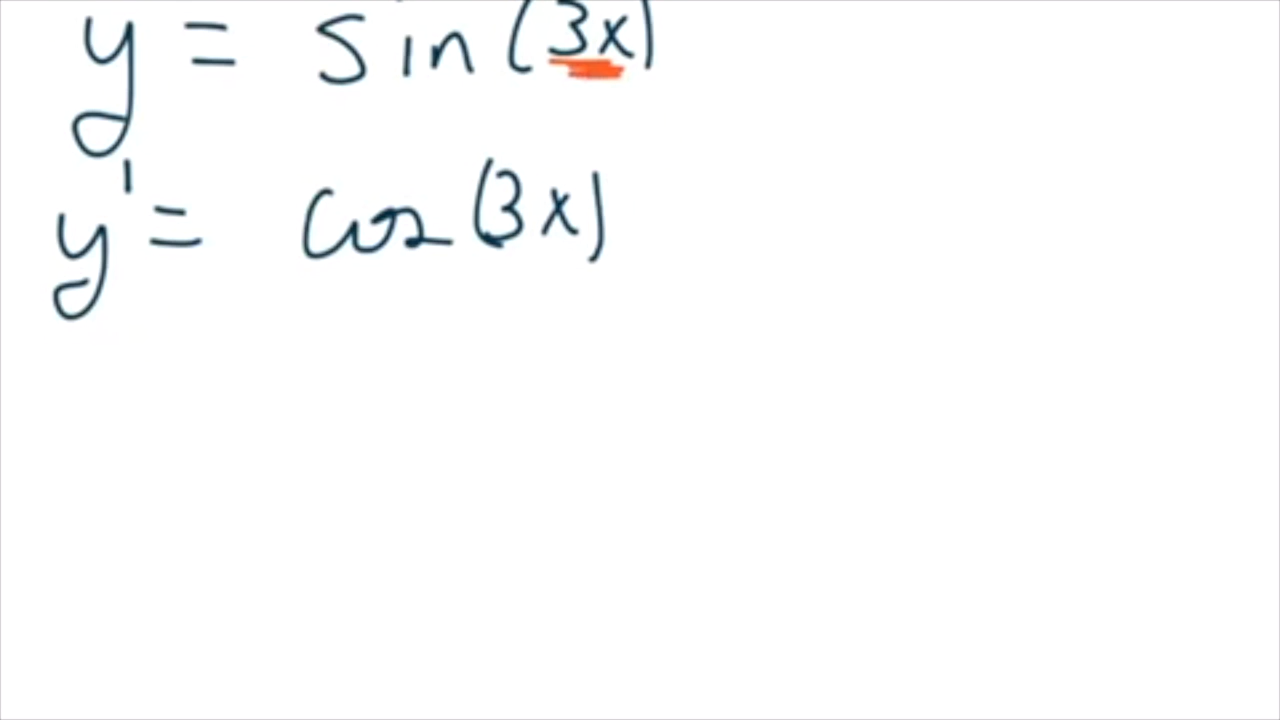 y = sin(3x)
y' = cos(3x)